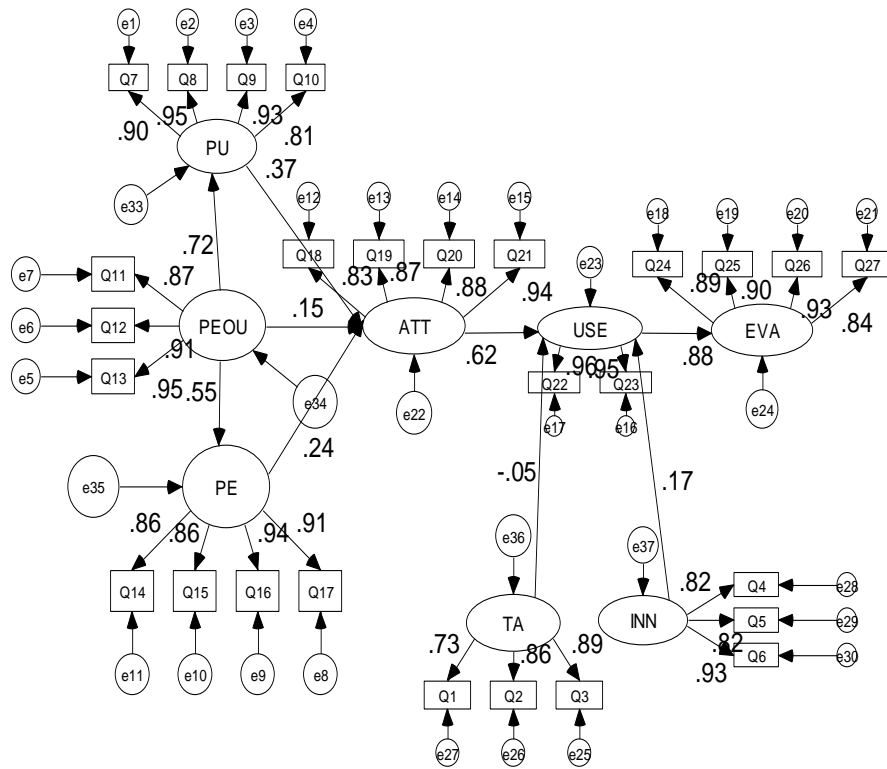 e1 e2 e3 e4
Q7 Q8 Q9 Q10
.90 .95 .93 .81
PU
.37
e33
e12 e13 e14 e15
e18 e19 e20 e21
Q18 Q19 Q20 Q21
e23
Q24 Q25 Q26 Q27
.72
e7 Q11
.87
.83 .87 .88 .94
.89 .90 .93 .84
e6 Q12
PEOU
.15
ATT
.62
USE
.88
EVA
.91
e5 Q13
.95 .55
.96 .95
Q22 Q23
e34
e22
e17 e16
e24
.24
e35
PE
-.05
.17
.86 .86 .94 .91
e36
e37
Q14 Q15 Q16 Q17
.82
Q4 e28
TA
INN
Q5 e29
.73 .86 .89
.82
.93
Q6 e30
e11 e10 e9 e8
Q1 Q2 Q3
e27 e26 e25